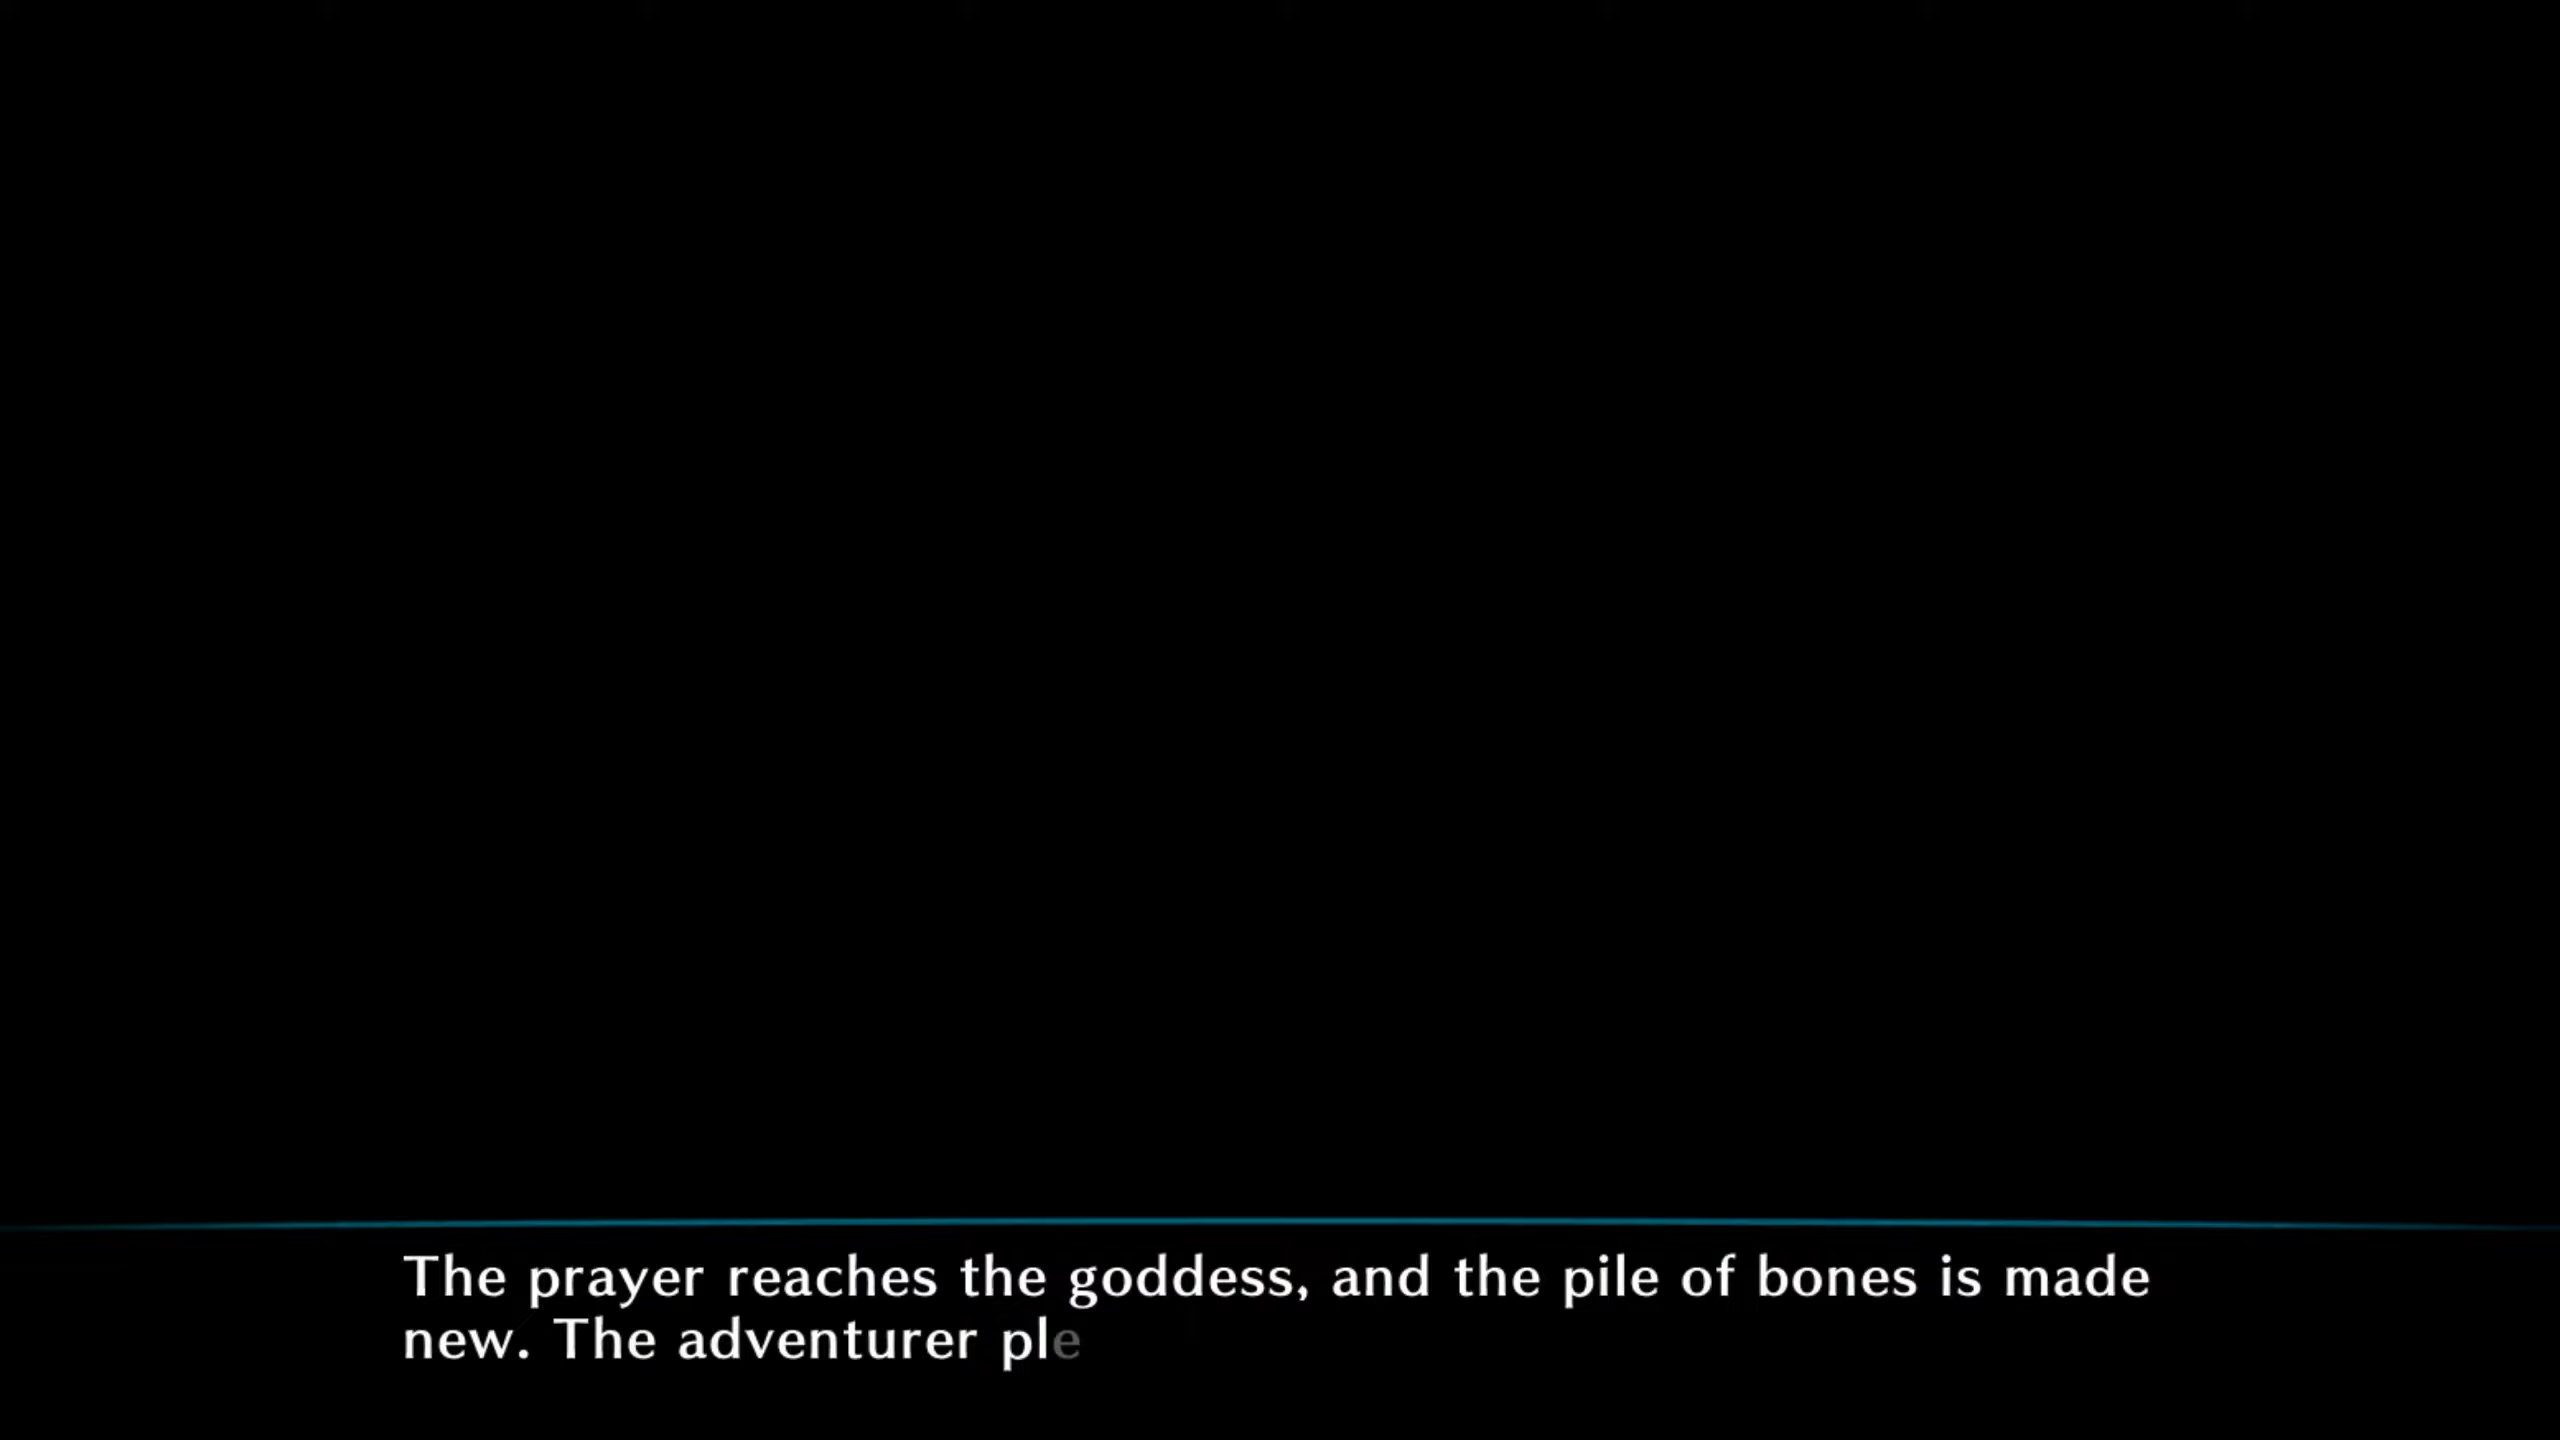 The prayer reaches the goddess, and the pile of bones is made
new. The adventurer ple